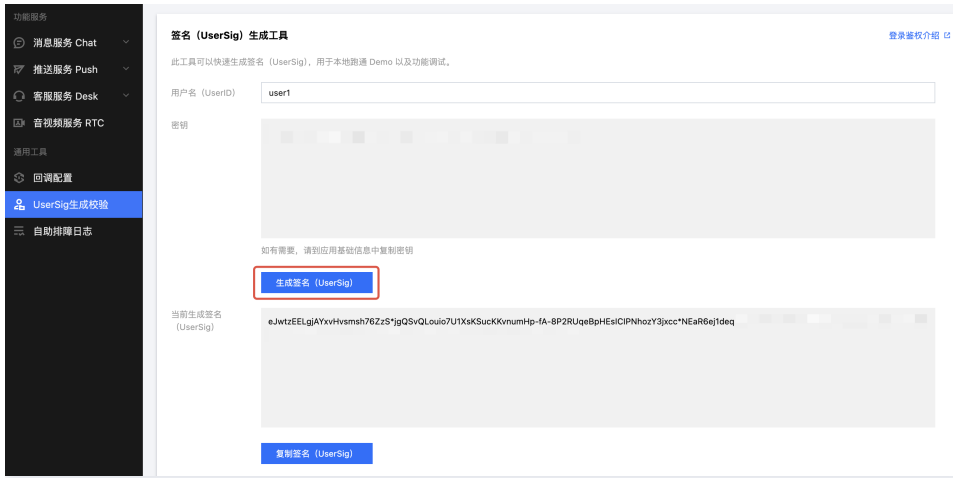 功能服务
消息服务 Chat
推送服务 Push
客服服务 Desk
音视频服务 RTC
通用工具
回调配置
UserSig生成校验
自助排障日志
签名（UserSig）生成工具
登录鉴权介绍
此工具可以快速生成签名（UserSig），用于本地跑通 Demo 以及功能调试。
用户名（UserID）
user1
密钥
如有需要，请到应用基础信息中复制密钥
生成签名（UserSig）
当前生成签名
（UserSig）
eJwtzEELgjAYxvHvsmsh76ZzS*jgQSvQLouio7U1XsKSucKKvnumHp-fA-8P2RUqeBpHEsICIPNhozY3jxcc*NEaR6ej1deq
复制签名（UserSig）